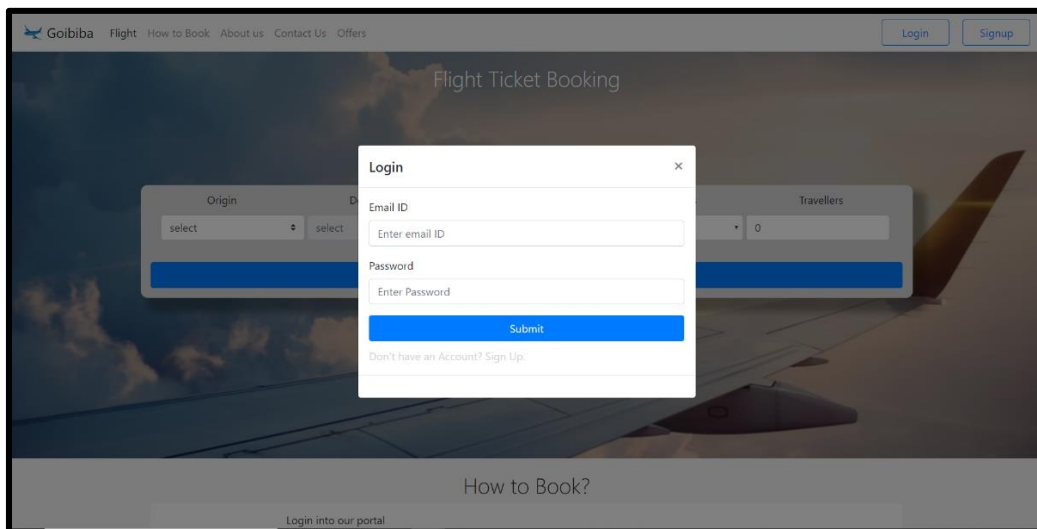 Goibiba Flight How to Book About us Contact Us Offers Login Signup
Flight Ticket Booking
Login ×
Origin D Travellers
Email ID
select select Enter email ID 0
Password
Enter Password
Submit
Don't have an Account? Sign Up.
How to Book?
Login into our portal